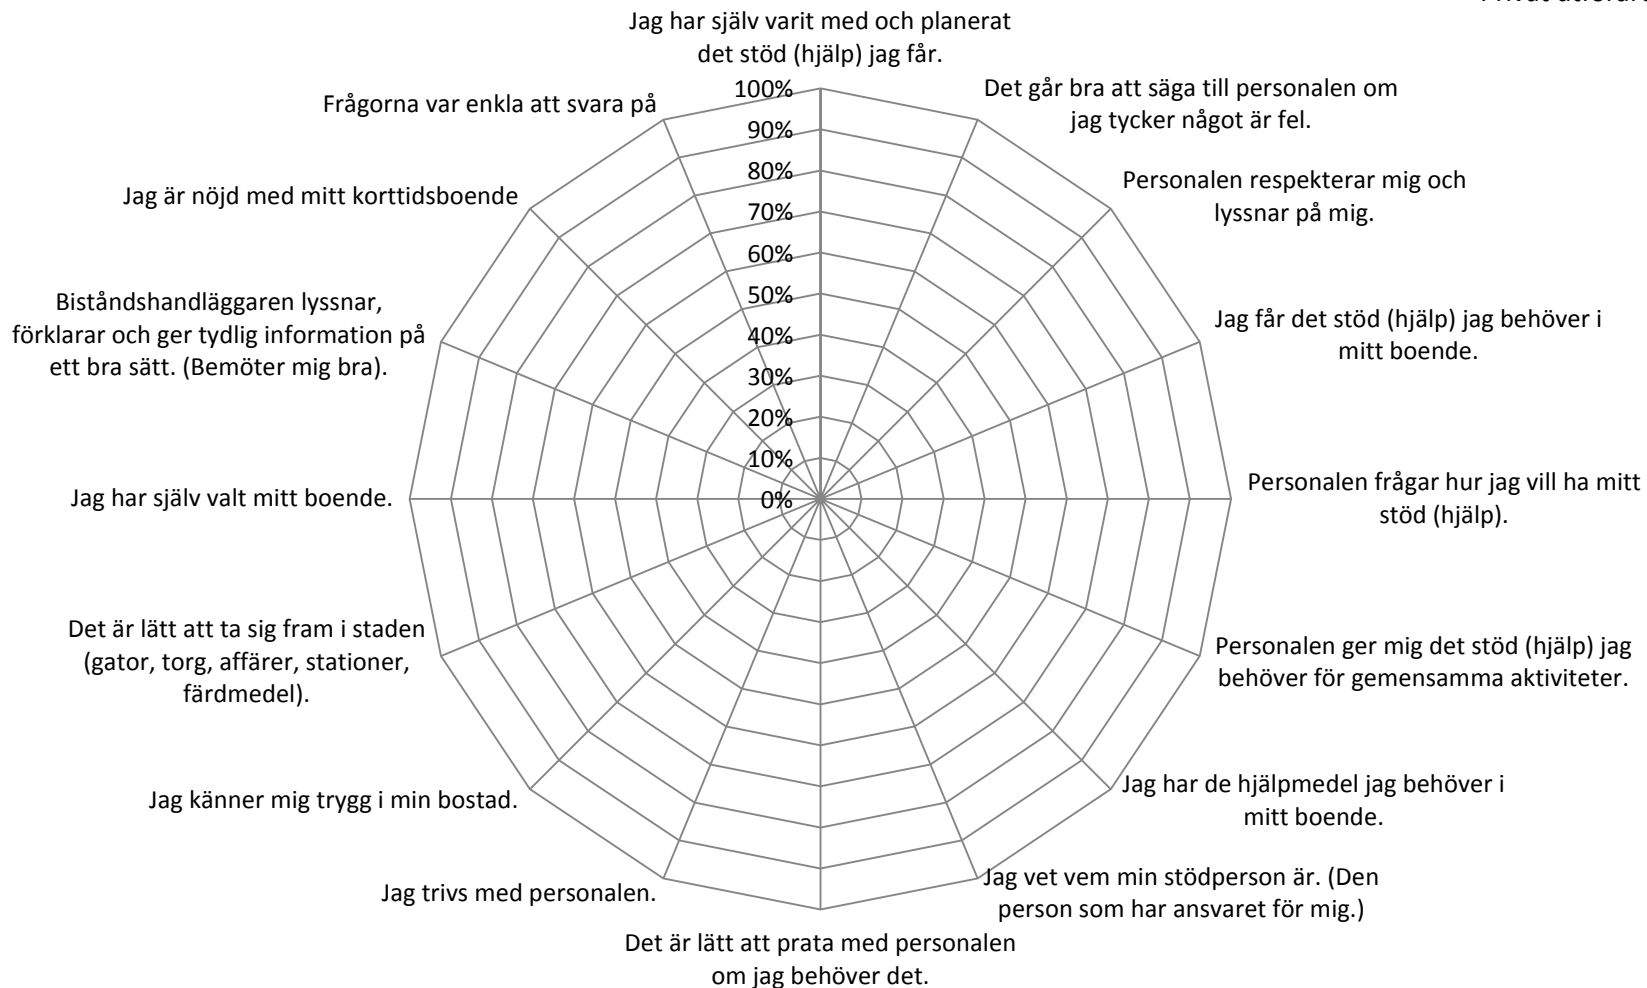 Jag har själv varit med och planerat
det stöd (hjälp) jag får.
Det går bra att säga till personalen om
jag tycker något är fel.
Personalen respekterar mig och
lyssnar på mig.
Jag får det stöd (hjälp) jag behöver i
mitt boende.
Personalen frågar hur jag vill ha mitt
stöd (hjälp).
Personalen ger mig det stöd (hjälp) jag
behöver för gemensamma aktiviteter.
Jag har de hjälpmedel jag behöver i
mitt boende.
Jag vet vem min stödperson är. (Den
person som har ansvaret för mig.)
Det är lätt att prata med personalen
om jag behöver det.
Jag trivs med personalen.
Jag känner mig trygg i min bostad.
Det är lätt att ta sig fram i staden
(gator, torg, affärer, stationer,
färdmedel).
Jag har själv valt mitt boende.
Biståndshandläggaren lyssnar,
förklarar och ger tydlig information på
ett bra sätt. (Bemöter mig bra).
Jag är nöjd med mitt korttidsboende
Frågorna var enkla att svara på
100%
90%
80%
70%
60%
50%
40%
30%
20%
10%
0%